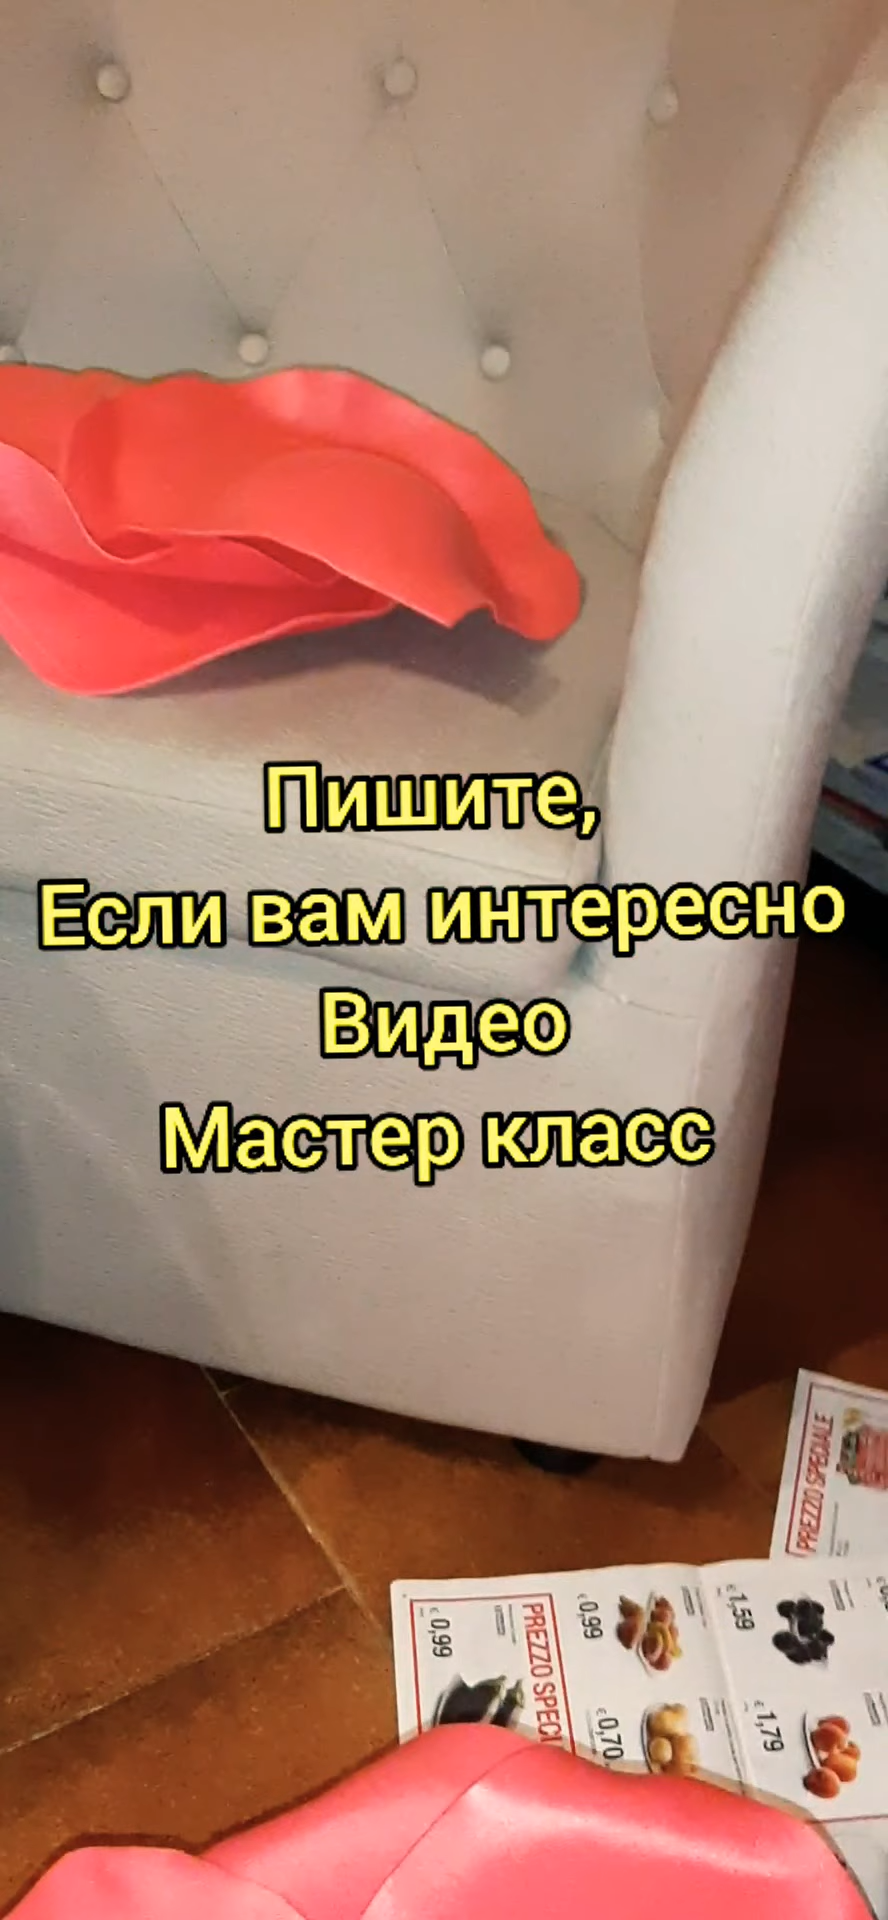 Пишите,
Если вам интересно
Видео
Мастер класс
PREZZO SPECIALE
€ 0,99
PREZZO SPECI
€ 0,99
€ 1,59
€ 0,70
€ 1,79